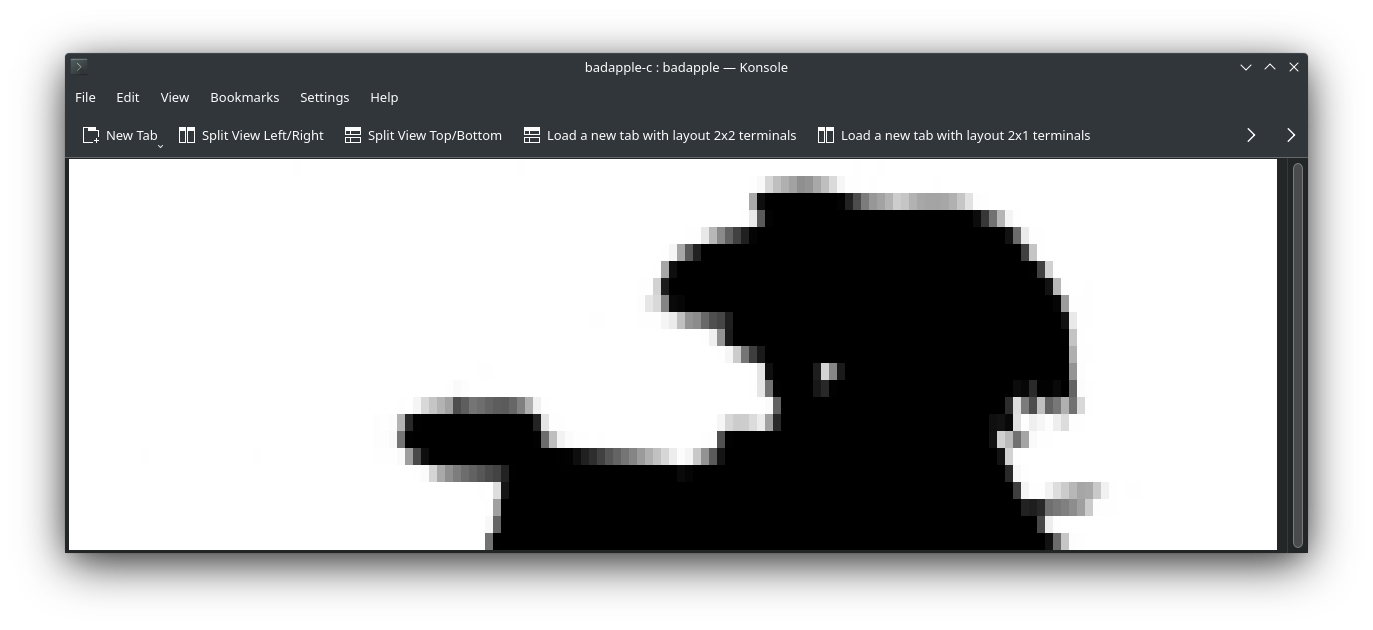 badapple-c : badapple — Konsole
File Edit View Bookmarks Settings Help
New Tab Split View Left/Right Split View Top/Bottom Load a new tab with layout 2x2 terminals Load a new tab with layout 2x1 terminals